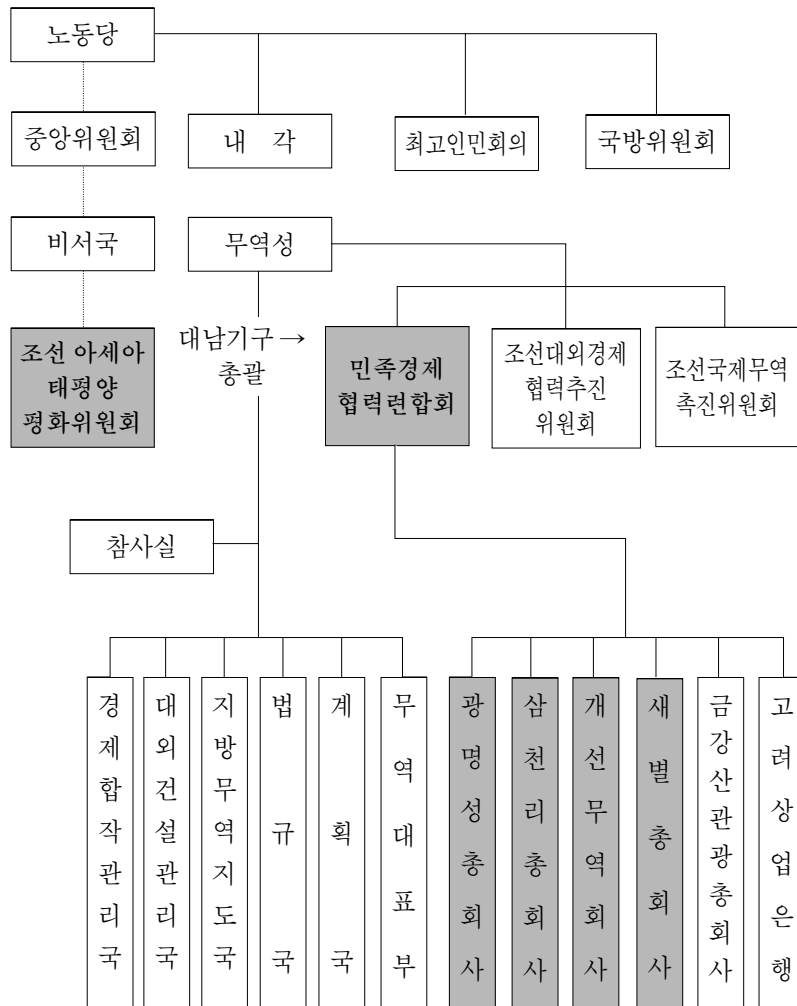 노동당
중앙위원회
내 각
최고인민회의
국방위원회
비서국
무역성
조선 아세아
태평양
평화위원회
대남기구→
총괄
민족경제
협력련합회
조선대외경제
협력추진
위원회
조선국제무역
촉진위원회
참사실
경제합작관리국
대외건설관리국
지방무역지도국
법규국
계획국
무역대표부
광명성총회사
삼천리총회사
개선무역회사
새별총회사
금강산관광총회사
고려상업은행